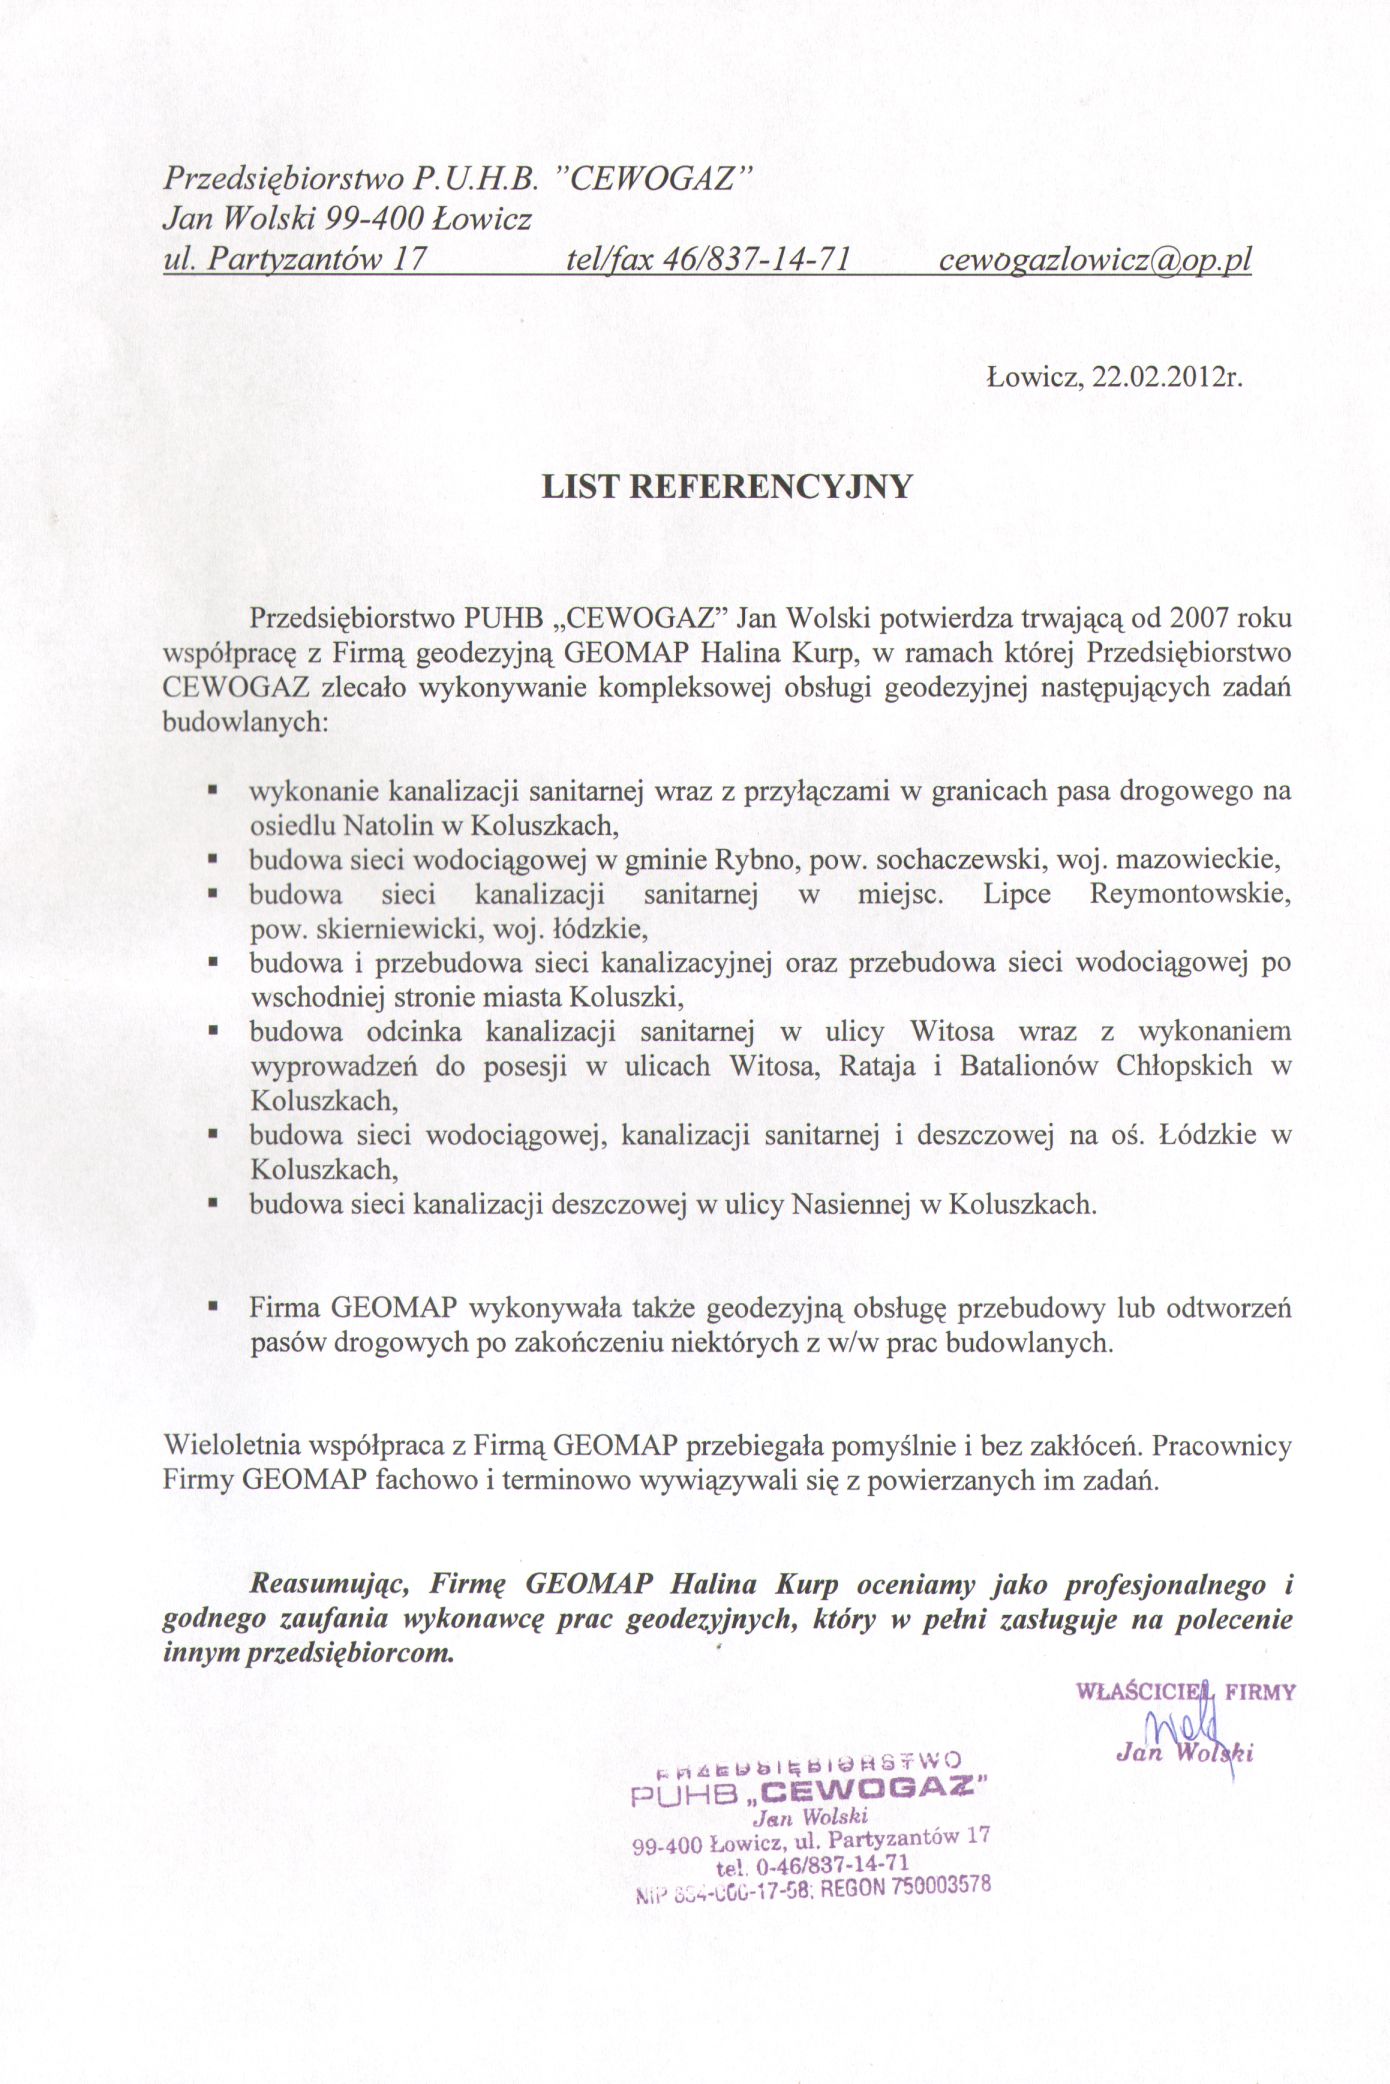 Przedsiębiorstwo P.U.H.B. ”CEWOGAZ”
Jan Wolski 99-400 Łowicz
ul. Partyzantów 17 tel/fax 46/837-14-71 cewogazlowicz@op.pl
Łowicz, 22.02.2012r.
LIST REFERENCYJNY
Przedsiębiorstwo PUHB „CEWOGAZ” Jan Wolski potwierdza trwającą od 2007 roku
współpracę z Firmą geodezyjną GEOMAP Halina Kurp, w ramach której Przedsiębiorstwo
CEWOGAZ zlecało wykonywanie kompleksowej obsługi geodezyjnej następujących zadań
budowlanych:
▪ wykonanie kanalizacji sanitarnej wraz z przyłączami w granicach pasa drogowego na
osiedlu Natolin w Koluszkach,
▪ budowa sieci wodociągowej w gminie Rybno, pow. sochaczewski, woj. mazowieckie,
▪ budowa sieci kanalizacji sanitarnej w miejsc. Lipce Reymontowskie,
pow. skierniewicki, woj. łódzkie,
▪ budowa i przebudowa sieci kanalizacyjnej oraz przebudowa sieci wodociągowej po
wschodniej stronie miasta Koluszki,
▪ budowa odcinka kanalizacji sanitarnej w ulicy Witosa wraz z wykonaniem
wyprowadzeń do posesji w ulicach Witosa, Rataja i Batalionów Chłopskich w
Koluszkach,
▪ budowa sieci wodociągowej, kanalizacji sanitarnej i deszczowej na oś. Łódzkie w
Koluszkach,
▪ budowa sieci kanalizacji deszczowej w ulicy Nasiennej w Koluszkach.
▪ Firma GEOMAP wykonywała także geodezyjną obsługę przebudowy lub odtworzeń
pasów drogowych po zakończeniu niektórych z w/w prac budowlanych.
Wieloletnia współpraca z Firmą GEOMAP przebiegała pomyślnie i bez zakłóceń. Pracownicy
Firmy GEOMAP fachowo i terminowo wywiązywali się z powierzanych im zadań.
Reasumując, Firmę GEOMAP Halina Kurp oceniamy jako profesjonalnego i
godnego zaufania wykonawcę prac geodezyjnych, który w pełni zasługuje na polecenie
innym przedsiębiorcom.
WŁAŚCICIEL FIRMY
Jan Wolski
PRZEDSIĘBIORSTWO
PUHB „CEWOGAZ”
Jan Wolski
99-400 Łowicz, ul. Partyzantów 17
tel. 0-46/837-14-71
NIP REGON 750003578